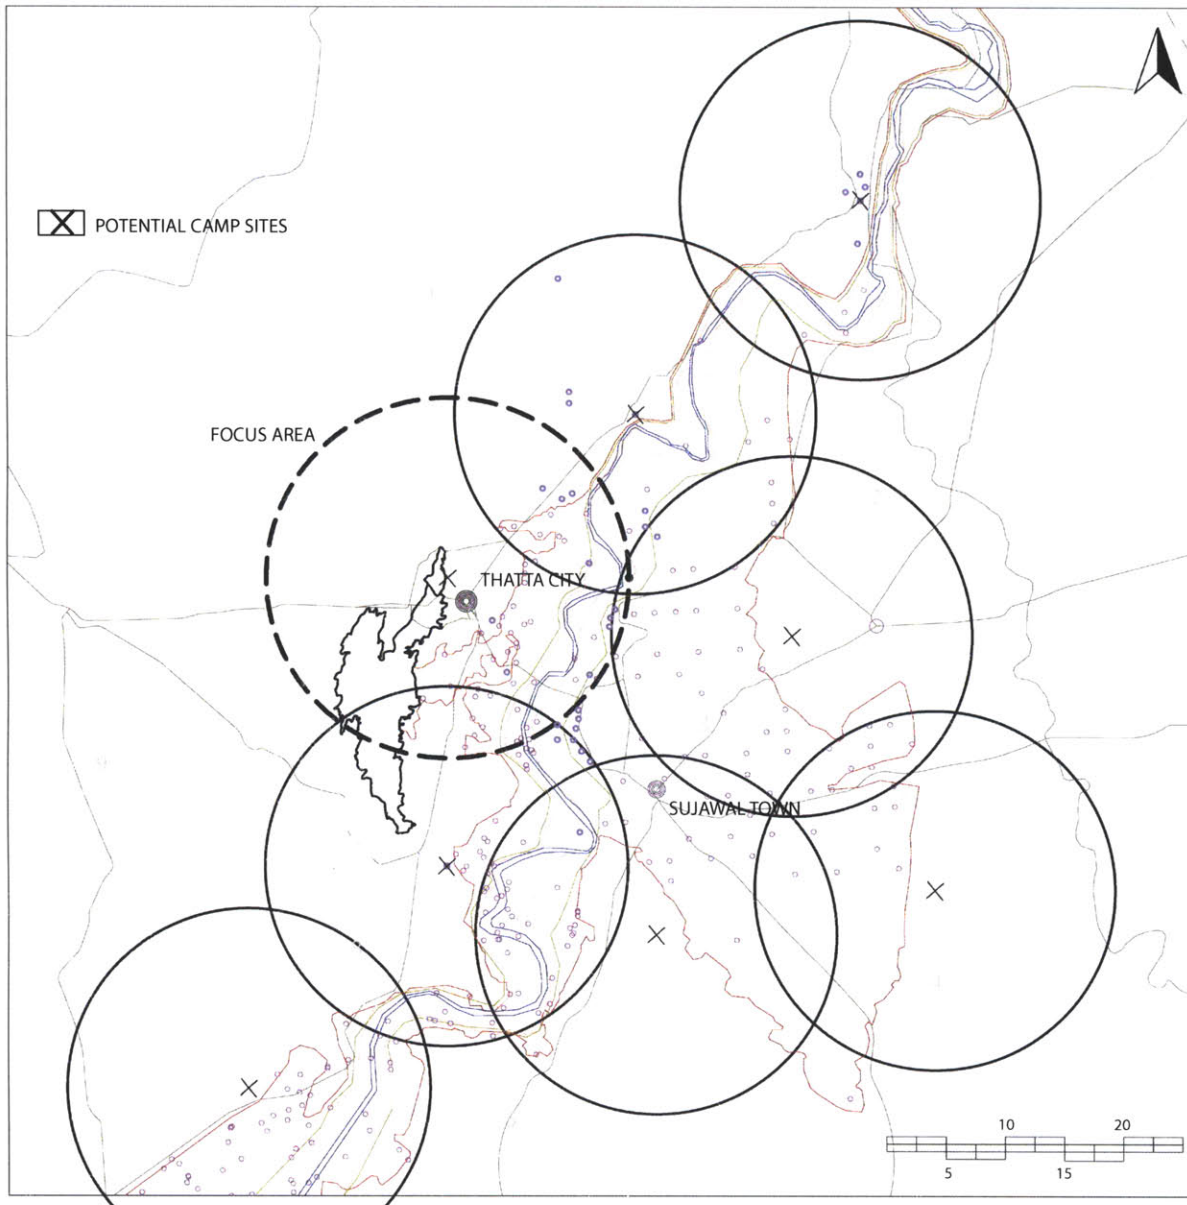 POTENTIAL CAMP SITES
FOCUS AREA
THATTA CITY
SUJAWAL TOWN
10 20
5 15